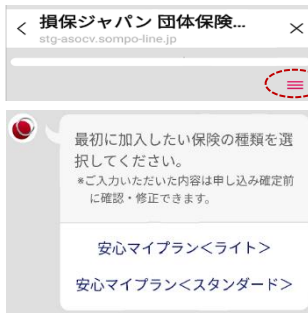 損保ジャパン 団体保険...
stg-asocv.sompo-line.jp
最初に加入したい保険の種類を選
択してください。
*ご入力いただいた内容は申し込み確定前
に確認・修正できます。
安心マイプラン<ライト>
安心マイプラン<スタンダード>